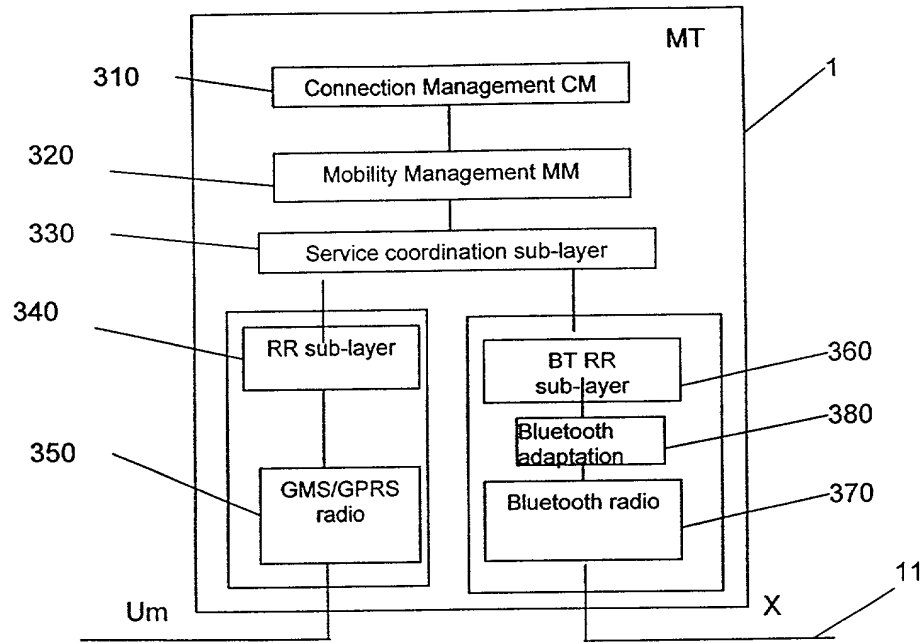 MT
310
Connection Management CM
1
320
Mobility Management MM
330
Service coordination sub-layer
340
RR sub-layer
BT RR
sub-layer
360
380
Bluetooth
adaptation
350
GMS/GPRS
radio
Bluetooth radio
370
Um
X
11